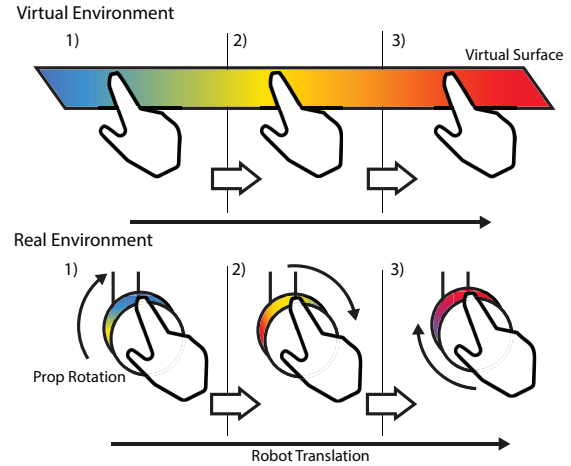 Virtual Environment
1)
2)
3)
Virtual Surface
Real Environment
1)
2)
3)
Prop Rotation
Robot Translation